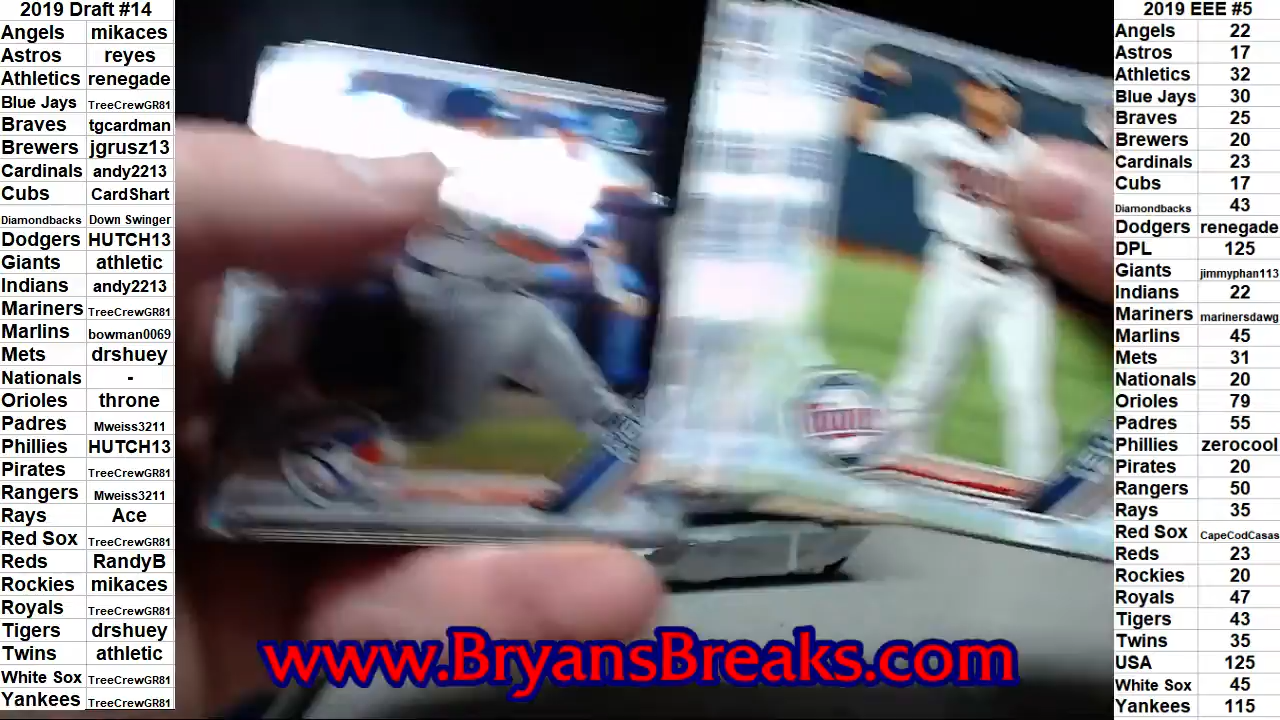 2019 Draft #14
Angels mikaces
Astros reyes
Athletics renegade
Blue Jays TreeCrewGR81
Braves tgcardman
Brewers jgrusz13
Cardinals andy2213
Cubs CardShart
Diamondbacks Down Swinger
Dodgers HUTCH13
Giants athletic
Indians andy2213
Mariners TreeCrewGR81
Marlins bowman0069
Mets drshuey
Nationals -
Orioles throne
Padres Mweiss3211
Phillies HUTCH13
Pirates TreeCrewGR81
Rangers Mweiss3211
Rays Ace
Red Sox TreeCrewGR81
Reds RandyB
Rockies mikaces
Royals TreeCrewGR81
Tigers drshuey
Twins athletic
White Sox TreeCrewGR81
Yankees TreeCrewGR81
www.BryansBreaks.com
2019 EEE #5
Angels 22
Astros 17
Athletics 32
Blue Jays 30
Braves 25
Brewers 20
Cardinals 23
Cubs 17
Diamondbacks 43
Dodgers renegade
DPL 125
Giants jimmyphan113
Indians 22
Mariners marinersdawg
Marlins 45
Mets 31
Nationals 20
Orioles 79
Padres 55
Phillies zerocool
Pirates 20
Rangers 50
Rays 35
Red Sox CapeCodCasas
Reds 23
Rockies 20
Royals 47
Tigers 43
Twins 35
USA 125
White Sox 45
Yankees 115